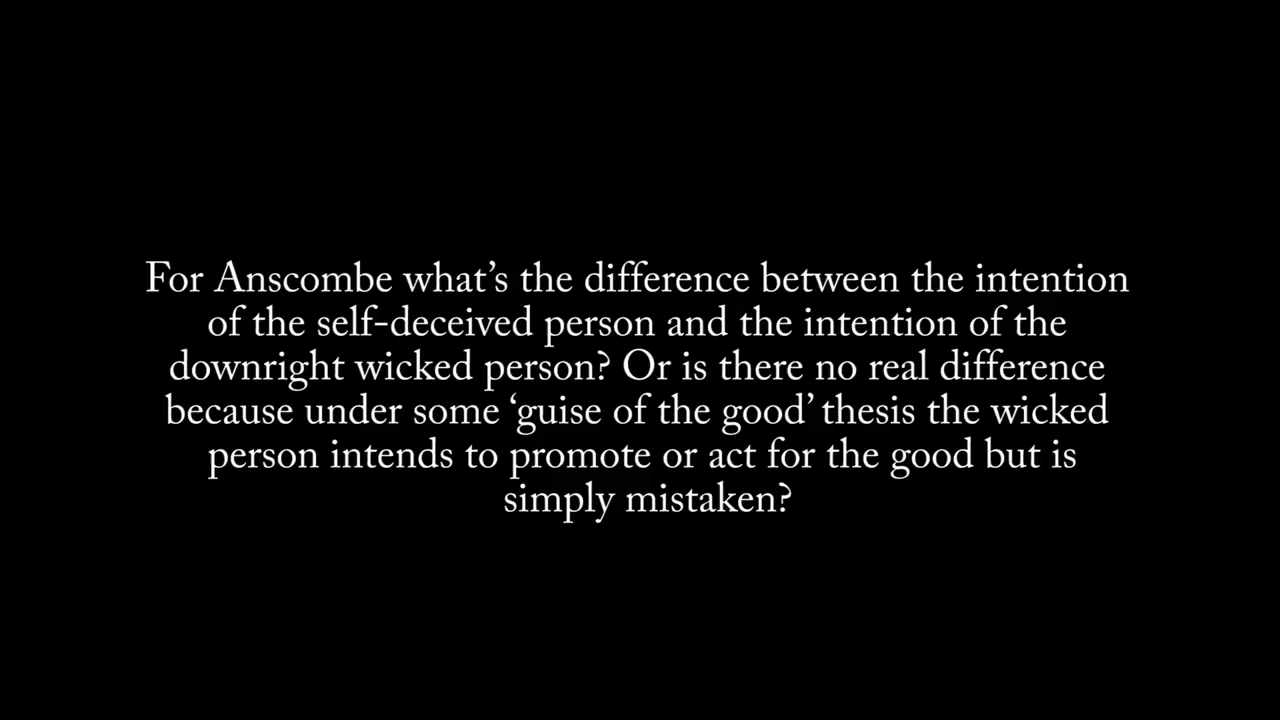 For Anscombe what’s the difference between the intention
of the self-deceived person and the intention of the
downright wicked person? Or is there no real difference
because under some ‘guise of the good’ thesis the wicked
person intends to promote or act for the good but is
simply mistaken?